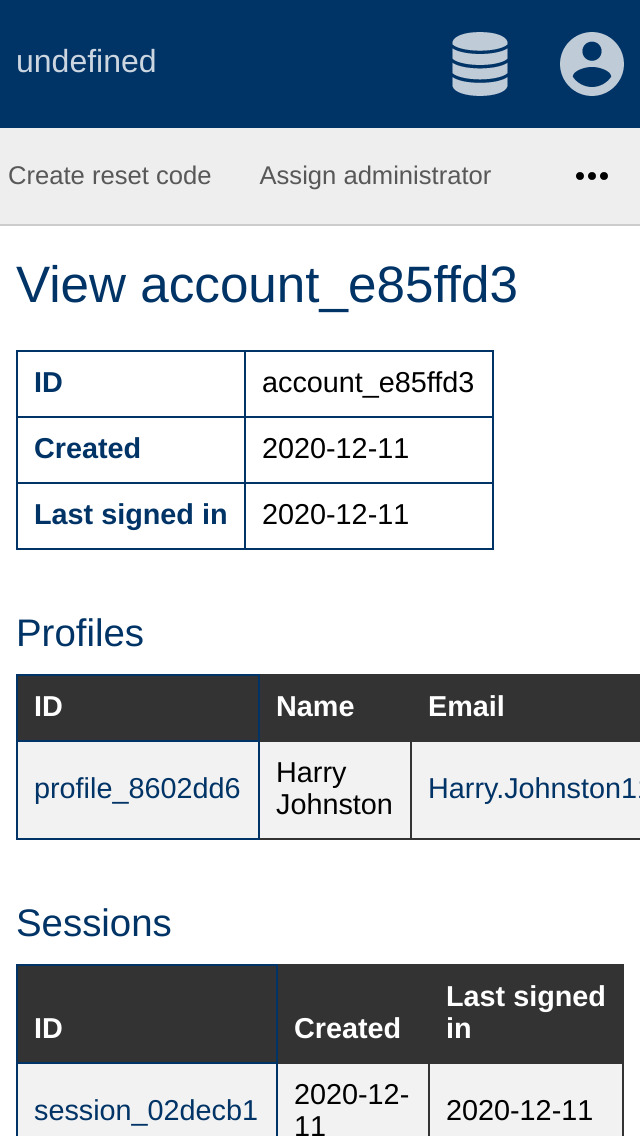 undefined
Create reset code Assign administrator
View account_e85ffd3
ID account_e85ffd3
Created 2020-12-11
Last signed in 2020-12-11
Profiles
ID Name Email
profile_8602dd6 Harry Johnston Harry.Johnston1
Sessions
ID Created Last signed in
session_02decb1 2020-12-11 2020-12-11